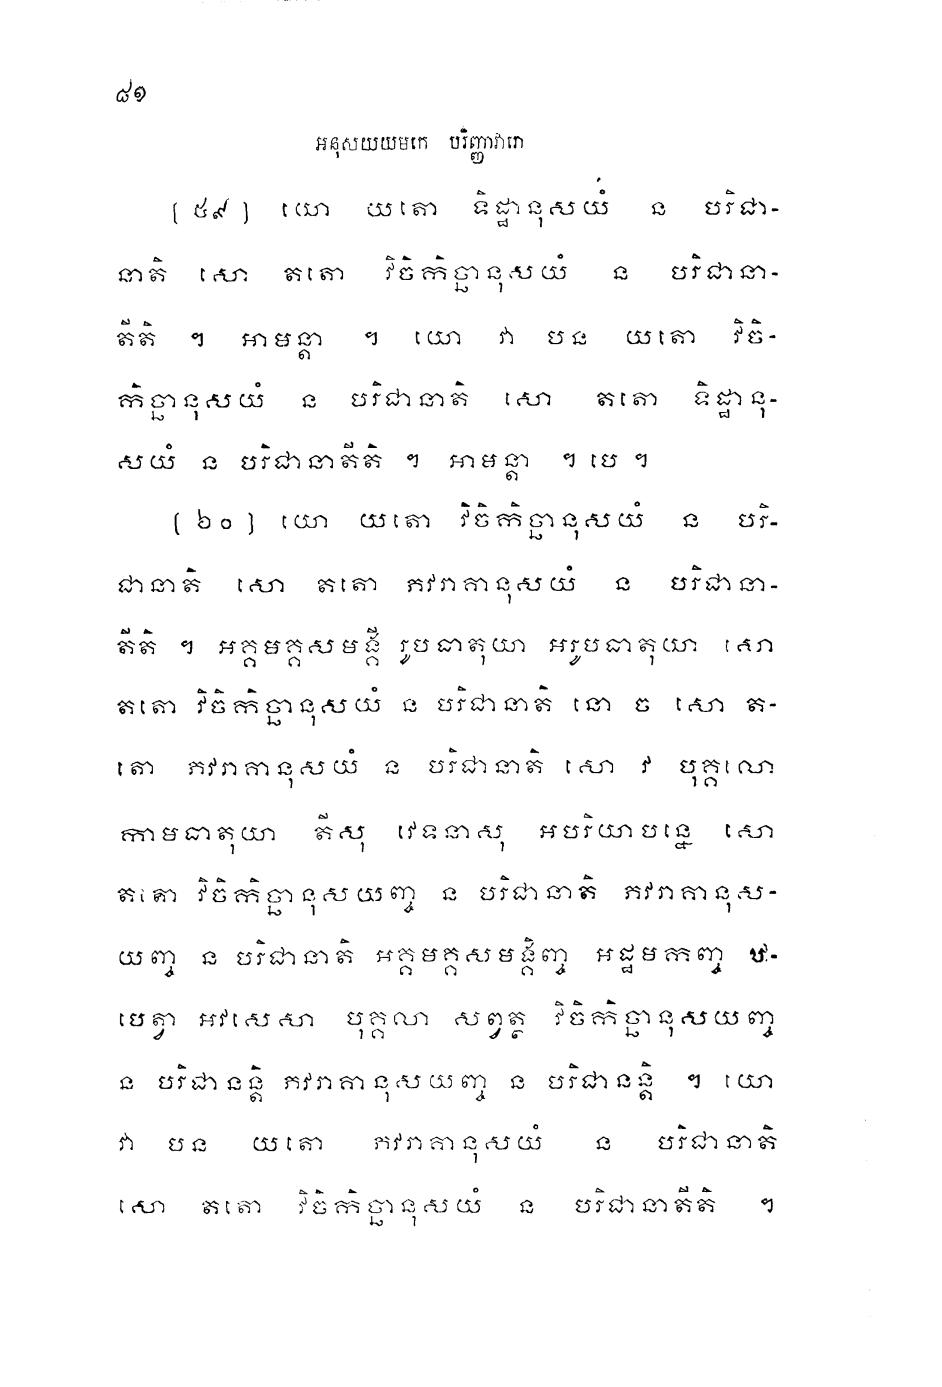 ៨១
អនុសយយមកេ បរិញ្ញាវារោ
[ ៥៩ ] យោ យតោ ទិដ្ឋានុសយំ ន បរិជា-
នាតិ សោ តតោ វិចិកិច្ឆានុសយំ ន បរិជានា-
តីតិ ។ អាមន្តា ។ យោ វា បន យតោ វិចិ-
កិច្ឆានុសយំ ន បរិជានាតិ សោ តតោ ទិដ្ឋានុ-
សយំ ន បរិជានាតីតិ ។ អាមន្តា ។ បេ ។
[ ៦០ ] យោ យតោ វិចិកិច្ឆានុសយំ ន បរិ-
ជានាតិ សោ តតោ ភវរាគានុសយំ ន បរិជានា-
តីតិ ។ អគ្គមគ្គសមង្គី រូបធាតុយា អរូបធាតុយា សោ
តតោ វិចិកិច្ឆានុសយំ ន បរិជានាតិ នោ ច សោ ត-
តោ ភវរាគានុសយំ ន បរិជានាតិ សោ វ បុគ្គលោ
កាមធាតុយា តីសុ វេទនាសុ អបរិយាបន្នេ សោ
តតោ វិចិកិច្ឆានុសយញ្ច ន បរិជានាតិ ភវរាគានុស-
យញ្ច ន បរិជានាតិ អគ្គមគ្គសមង្គិញ្ច អដ្ឋមកញ្ច ឋ-
បេត្វា អវសេសា បុគ្គលា សព្វត្ថ វិចិកិច្ឆានុសយញ្ច
ន បរិជានន្តិ ភវរាគានុសយញ្ច ន បរិជានន្តិ ។ យោ
វា បន យតោ ភវរាគានុសយំ ន បរិជានាតិ
សោ តតោ វិចិកិច្ឆានុសយំ ន បរិជានាតីតិ ។